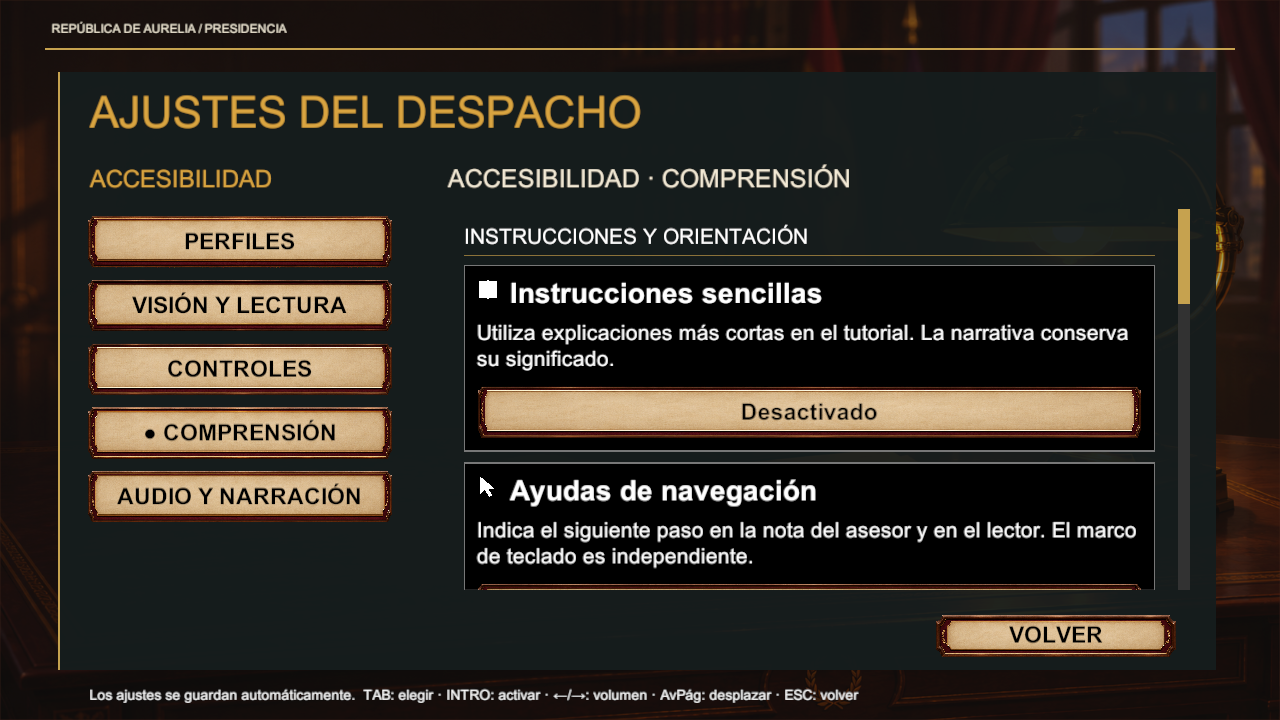 REPÚBLICA DE AURELIA / PRESIDENCIA
AJUSTES DEL DESPACHO
ACCESIBILIDAD
PERFILES
VISIÓN Y LECTURA
CONTROLES
● COMPRENSIÓN
AUDIO Y NARRACIÓN
ACCESIBILIDAD · COMPRENSIÓN
INSTRUCCIONES Y ORIENTACIÓN
Instrucciones sencillas
Utiliza explicaciones más cortas en el tutorial. La narrativa conserva
su significado.
Desactivado
Ayudas de navegación
Indica el siguiente paso en la nota del asesor y en el lector. El marco
de teclado es independiente.
VOLVER
Los ajustes se guardan automáticamente. TAB: elegir · INTRO: activar · ←/→: volumen · AvPág: desplazar · ESC: volver